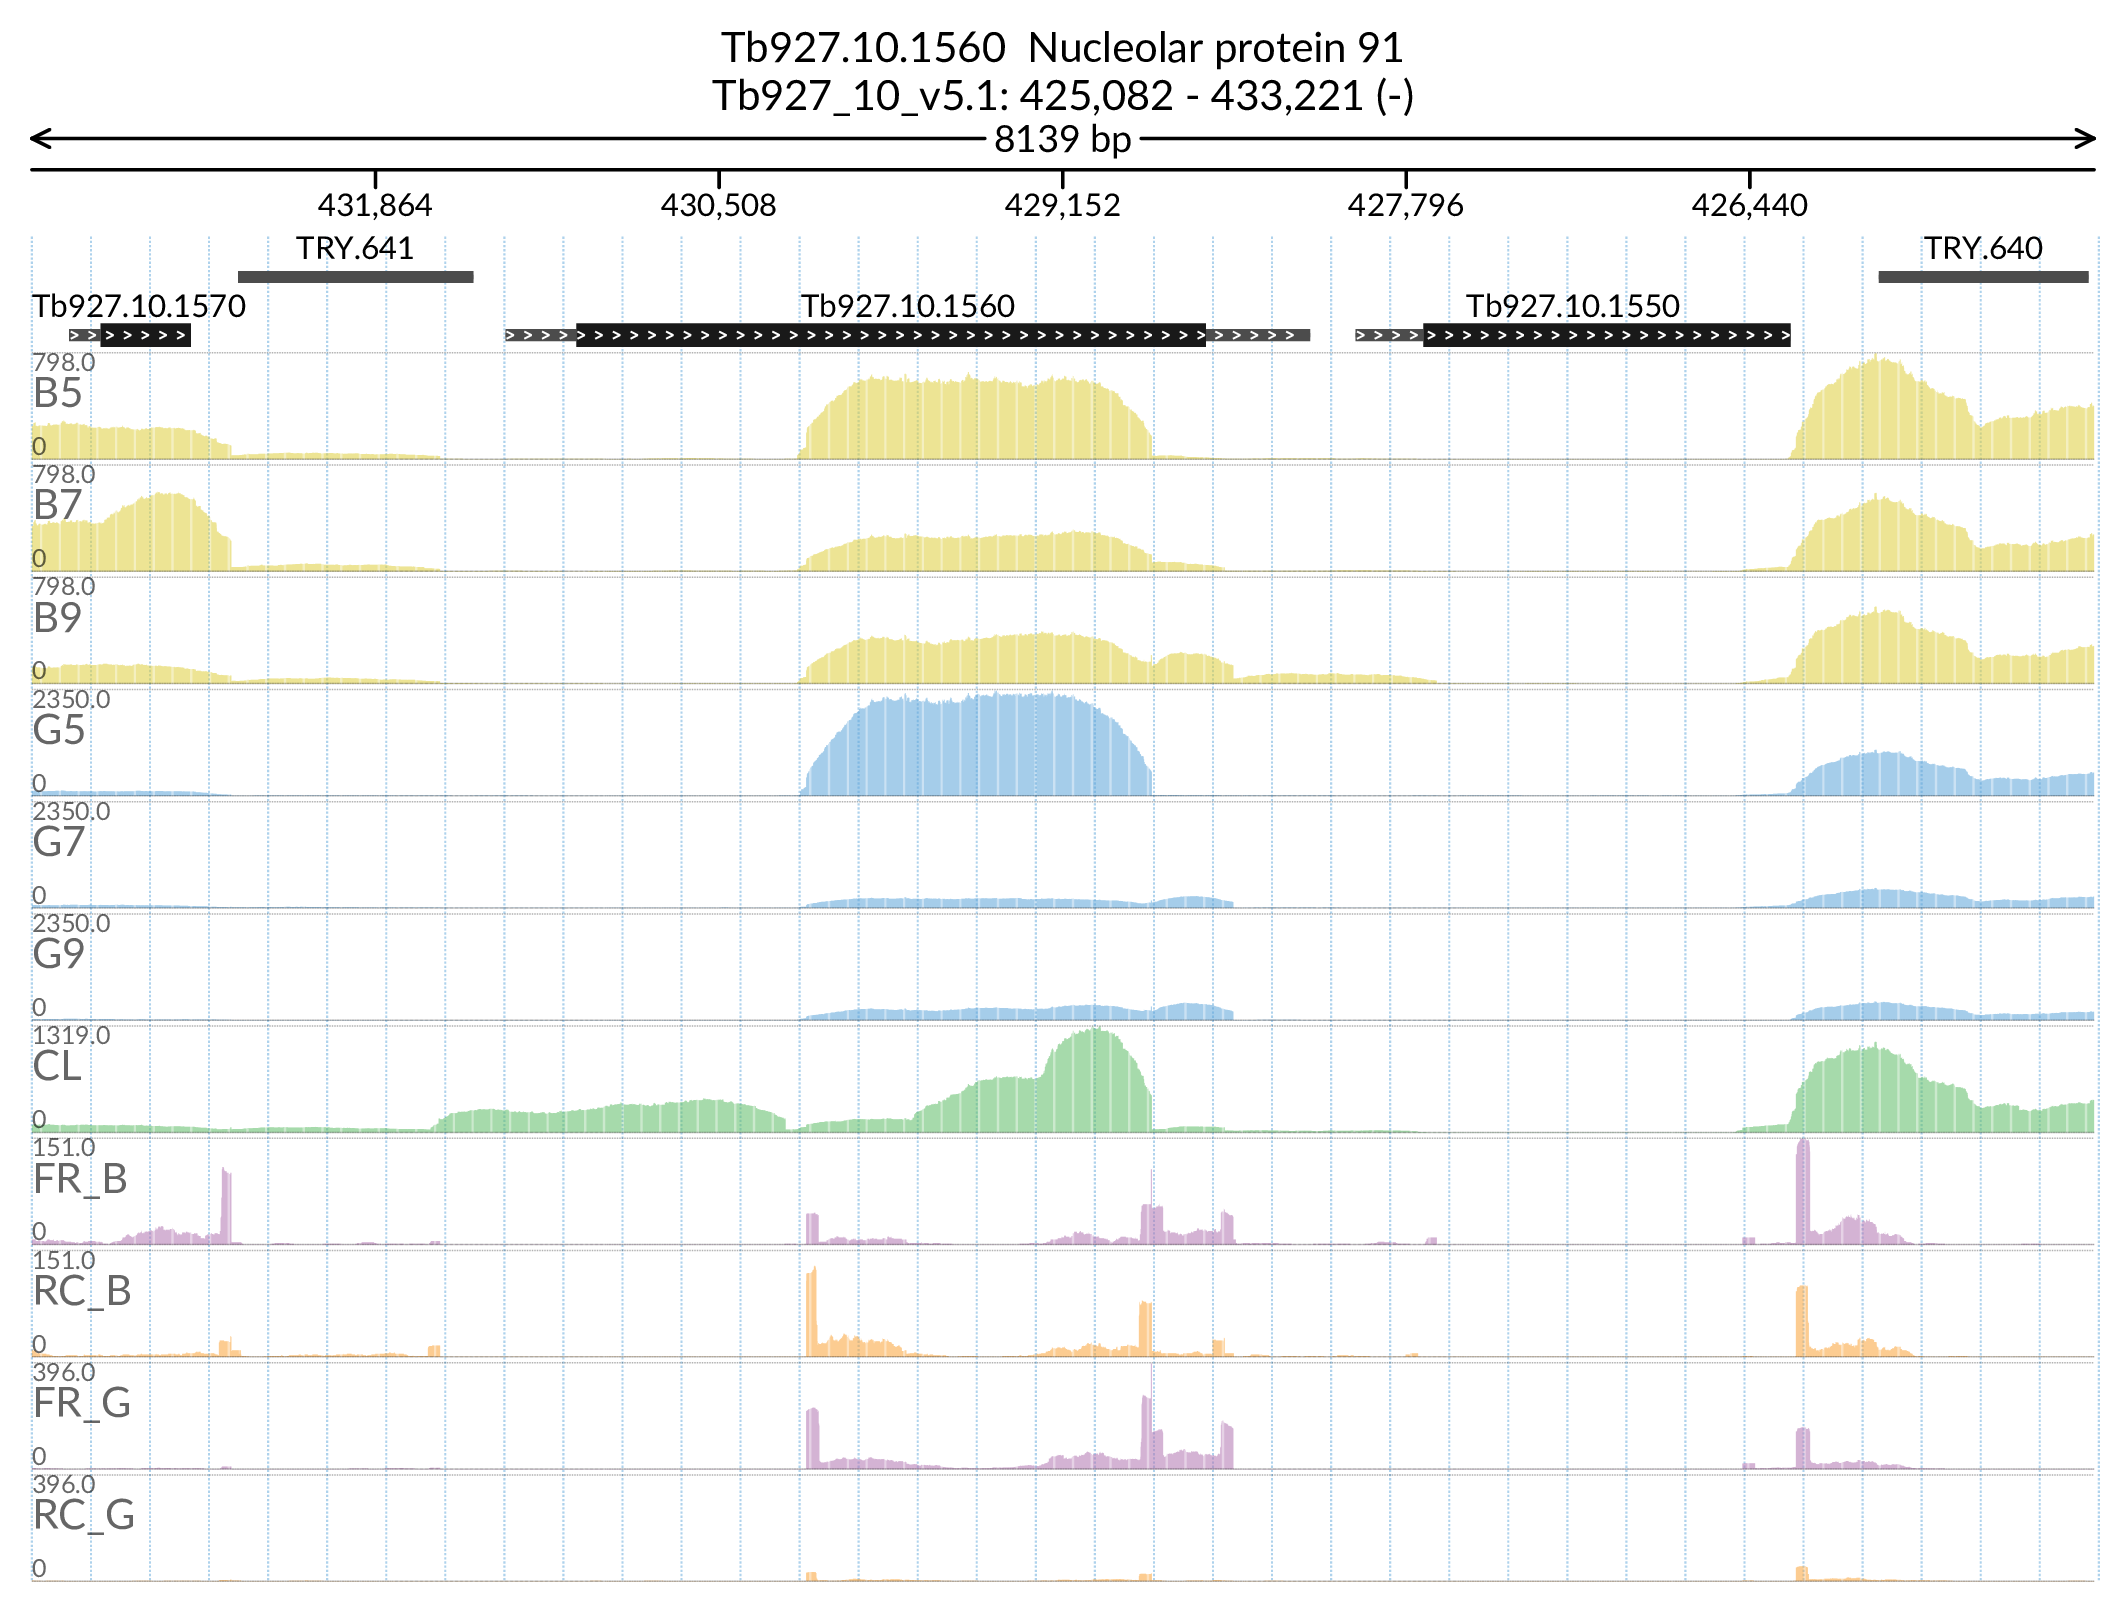 Tb927.10.1560 Nucleolar protein 91
Tb927_10_v5.1: 425,082 - 433,221 (-)
8139 bp
431,864 430,508 429,152 427,796 426,440
TRY.641 TRY.640
Tb927.10.1570 Tb927.10.1560 Tb927.10.1550
798.0
B5
0
798.0
B7
0
798.0
B9
0
2350.0
G5
0
2350.0
G7
0
2350.0
G9
0
1319.0
CL
0
151.0
FR_B
0
151.0
RC_B
0
396.0
FR_G
0
396.0
RC_G
0